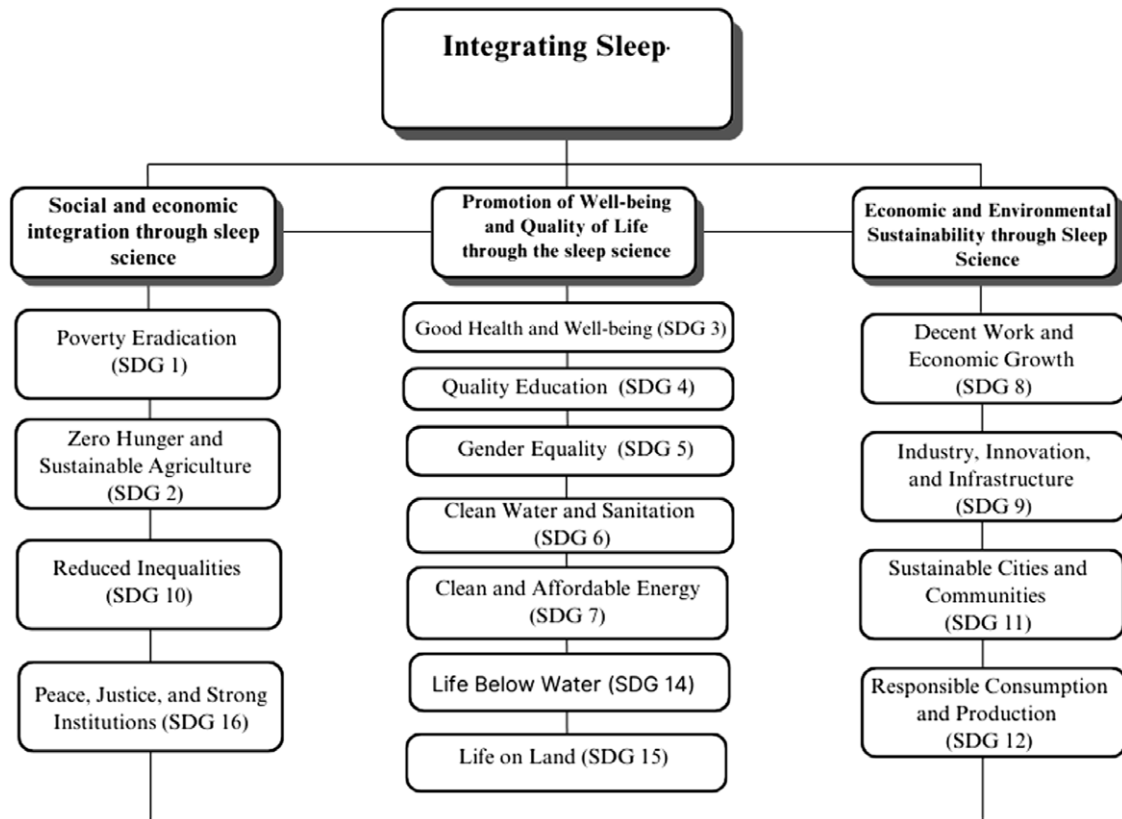 Integrating Sleep.
Social and economic
integration through sleep
science
Poverty Eradication
(SDG 1)
Zero Hunger and
Sustainable Agriculture
(SDG 2)
Reduced Inequalities
(SDG 10)
Peace, Justice, and Strong
Institutions (SDG 16)
Promotion of Well-being
and Quality of Life
through the sleep science
Good Health and Well-being (SDG 3)
Quality Education (SDG 4)
Gender Equality (SDG 5)
Clean Water and Sanitation
(SDG 6)
Clean and Affordable Energy
(SDG 7)
Life Below Water (SDG 14)
Life on Land (SDG 15)
Economic and Environmental
Sustainability through Sleep
Science
Decent Work and
Economic Growth
(SDG 8)
Industry, Innovation,
and Infrastructure
(SDG 9)
Sustainable Cities and
Communities
(SDG 11)
Responsible Consumption
and Production
(SDG 12)